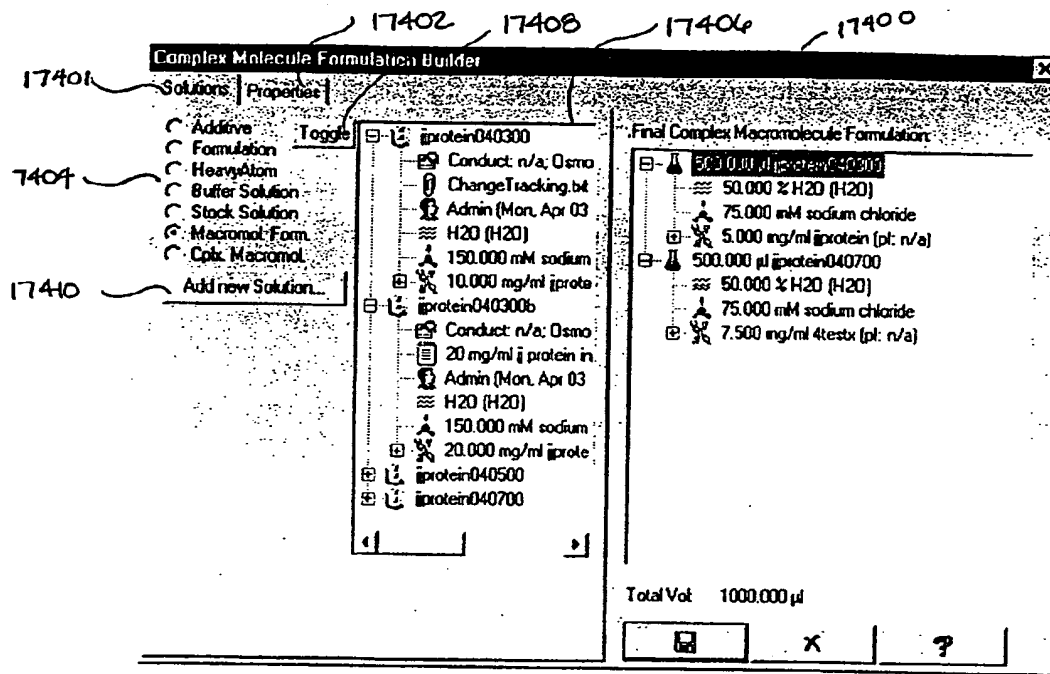 17402 17408 17406 17400
Complex Molecule Formulation Builder
17401
Solutions Properties
Additive
Toggle
Formulation
HeavyAtom
7404
Buffer Solution
Stock Solution
Macromol. Form.
Cplx. Macromol.
17410
Add new Solution...
jjprotein040300
Conduct: n/a; Osmo
ChangeTracking.txt
Admin (Mon, Apr 03
H2O (H2O)
150.000 mM sodium
10.000 mg/ml jjprote
jjprotein040300b
Conduct: n/a; Osmo
20 mg/ml jj protein in
Admin (Mon, Apr 03
H2O (H2O)
150.000 mM sodium
20.000 mg/ml jjprote
jjprotein040500
jjprotein040700
Final Complex Macromolecule Formulation:
500.000 µl jjprotein040300
50.000 % H2O (H2O)
75.000 mM sodium chloride
5.000 mg/ml jjprotein (pI: n/a)
500.000 µl jjprotein040700
50.000 % H2O (H2O)
75.000 mM sodium chloride
7.500 mg/ml 4testx (pI: n/a)
Total Vol: 1000.000 µl
X ?